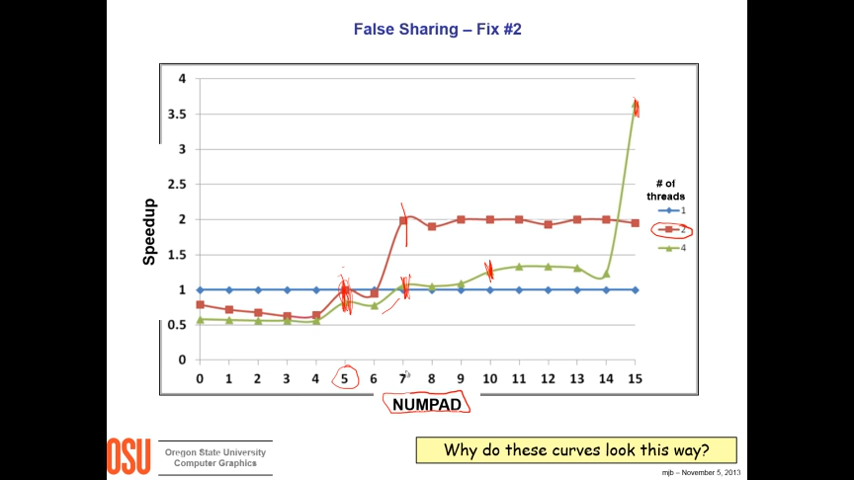 False Sharing – Fix #2
4
3.5
3
2.5
2
1.5
1
0.5
0
Speedup
0 1 2 3 4 5 6 7 8 9 10 11 12 13 14 15
NUMPAD
# of
threads
1
2
4
OSU
Oregon State University
Computer Graphics
Why do these curves look this way?
mjb – November 5, 2013